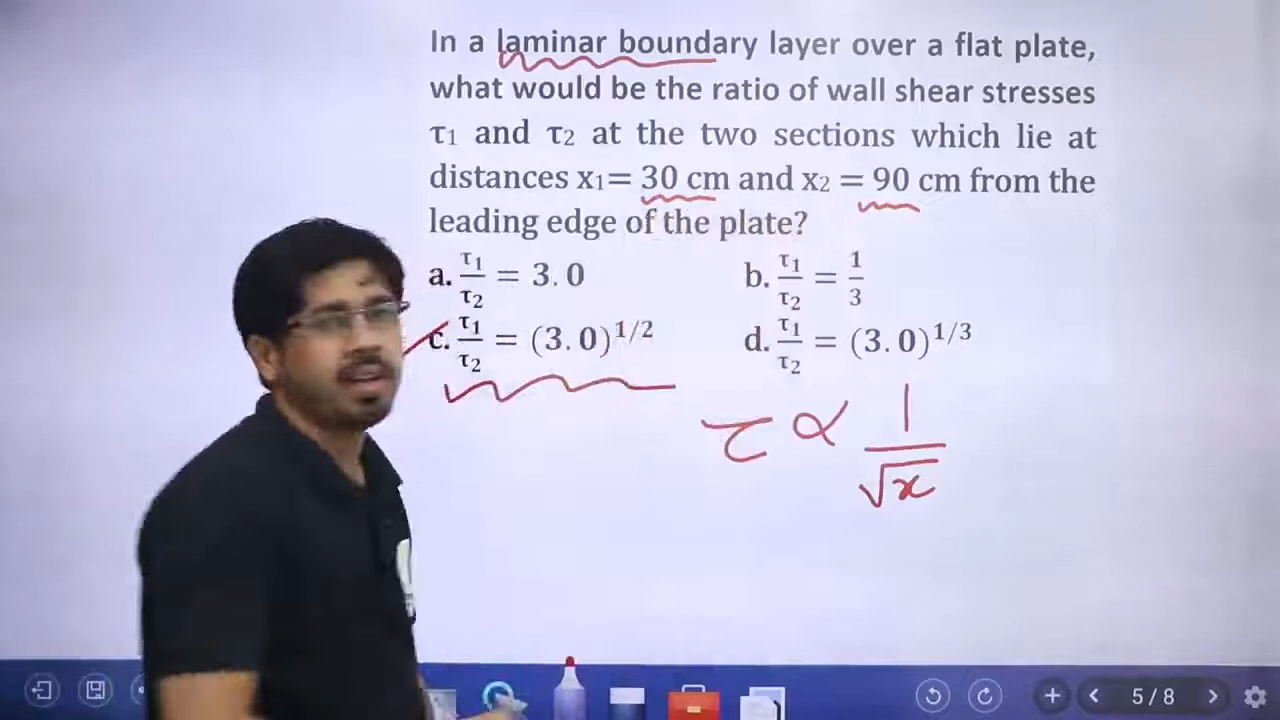 In a laminar boundary layer over a flat plate,
what would be the ratio of wall shear stresses
τ1 and τ2 at the two sections which lie at
distances x1= 30 cm and x2 = 90 cm from the
leading edge of the plate?
a. τ1/τ2 = 3.0 b. τ1/τ2 = 1/3
c. τ1/τ2 = (3.0)^1/2 d. τ1/τ2 = (3.0)^1/3
τ ∝ 1/√x
5 / 8